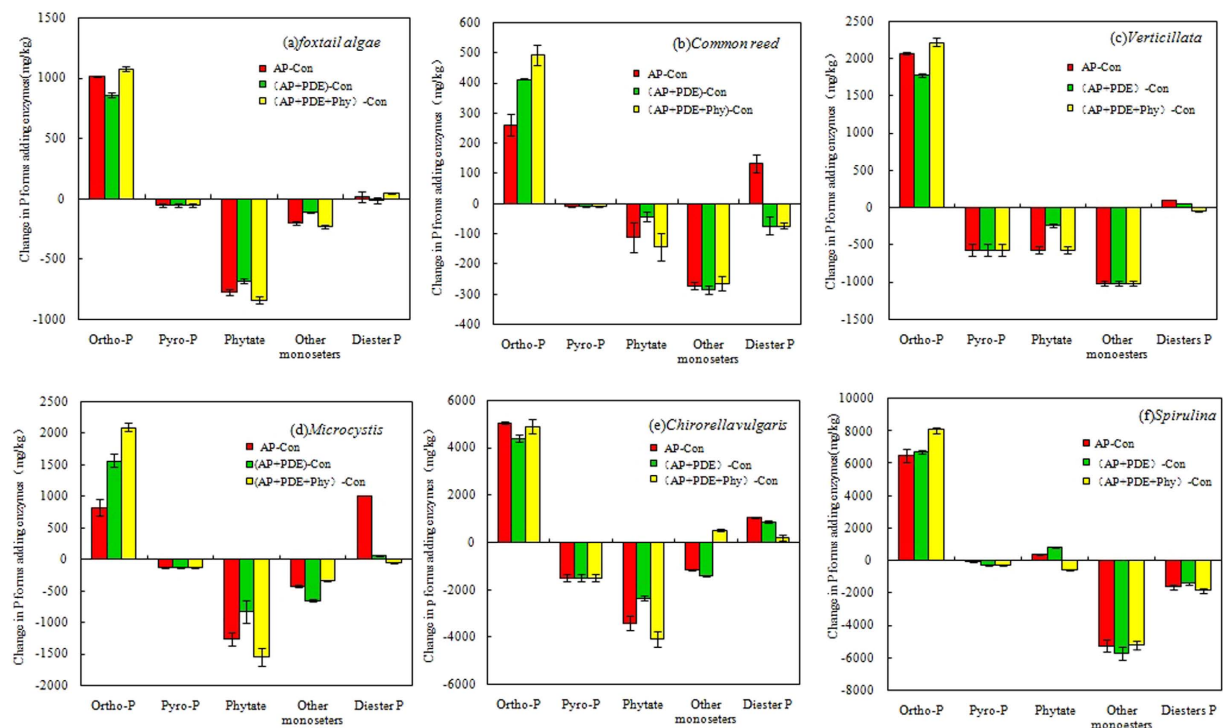 Change in P forms adding enzymes(mg/kg)
1500
1000
500
0
-500
-1000
(a)foxtail algae
AP-Con
(AP+PDE)-Con
(AP+PDE+Phy) -Con
Ortho-P Pyro-P Phytate Other Diester P
monoseters
Change in P froms adding enzymes (mg/kg)
600
500
400
300
200
100
0
-100
-200
-300
-400
(b)Common reed
AP-Con
(AP+PDE)-Con
(AP+PDE+Phy)-Con
Ortho-P Pyro-P Phytate Other Diester P
monoseters
Change in P forms adding enzymes (mg/kg)
2500
2000
1500
1000
500
0
-500
-1000
-1500
(c)Verticillata
AP-Con
(AP+PDE) -Con
(AP+PDE+Phy) -Con
Ortho-P Pyro-P Phytate Other Diesters P
monoesters
Change in P forms adding enzymes (mg/kg)
2500
2000
1500
1000
500
0
-500
-1000
-1500
-2000
(d)Microcystis
AP-Con
(AP+PDE)-Con
(AP+PDE+Phy) -Con
Ortho-P Pyro-P Phytate Other Diester P
monoseters
Change in p forms adding enzymes (mg/kg)
6000
4000
2000
0
-2000
-4000
-6000
(e)Chirorellavulgaris
AP-Con
(AP+PDE) -Con
(AP+PDE+Phy) -Con
Ortho-P Pyro-P Phytate Other Diester P
monoseters
Change in P forms adding enzymes(mg/kg)
10000
8000
6000
4000
2000
0
-2000
-4000
-6000
-8000
(f)Spirulina
AP-Con
(AP+PDE) -Con
(AP+PDE+Phy) -Con
Ortho-P Pyro-P Phytate Other Diesters P
monoesters